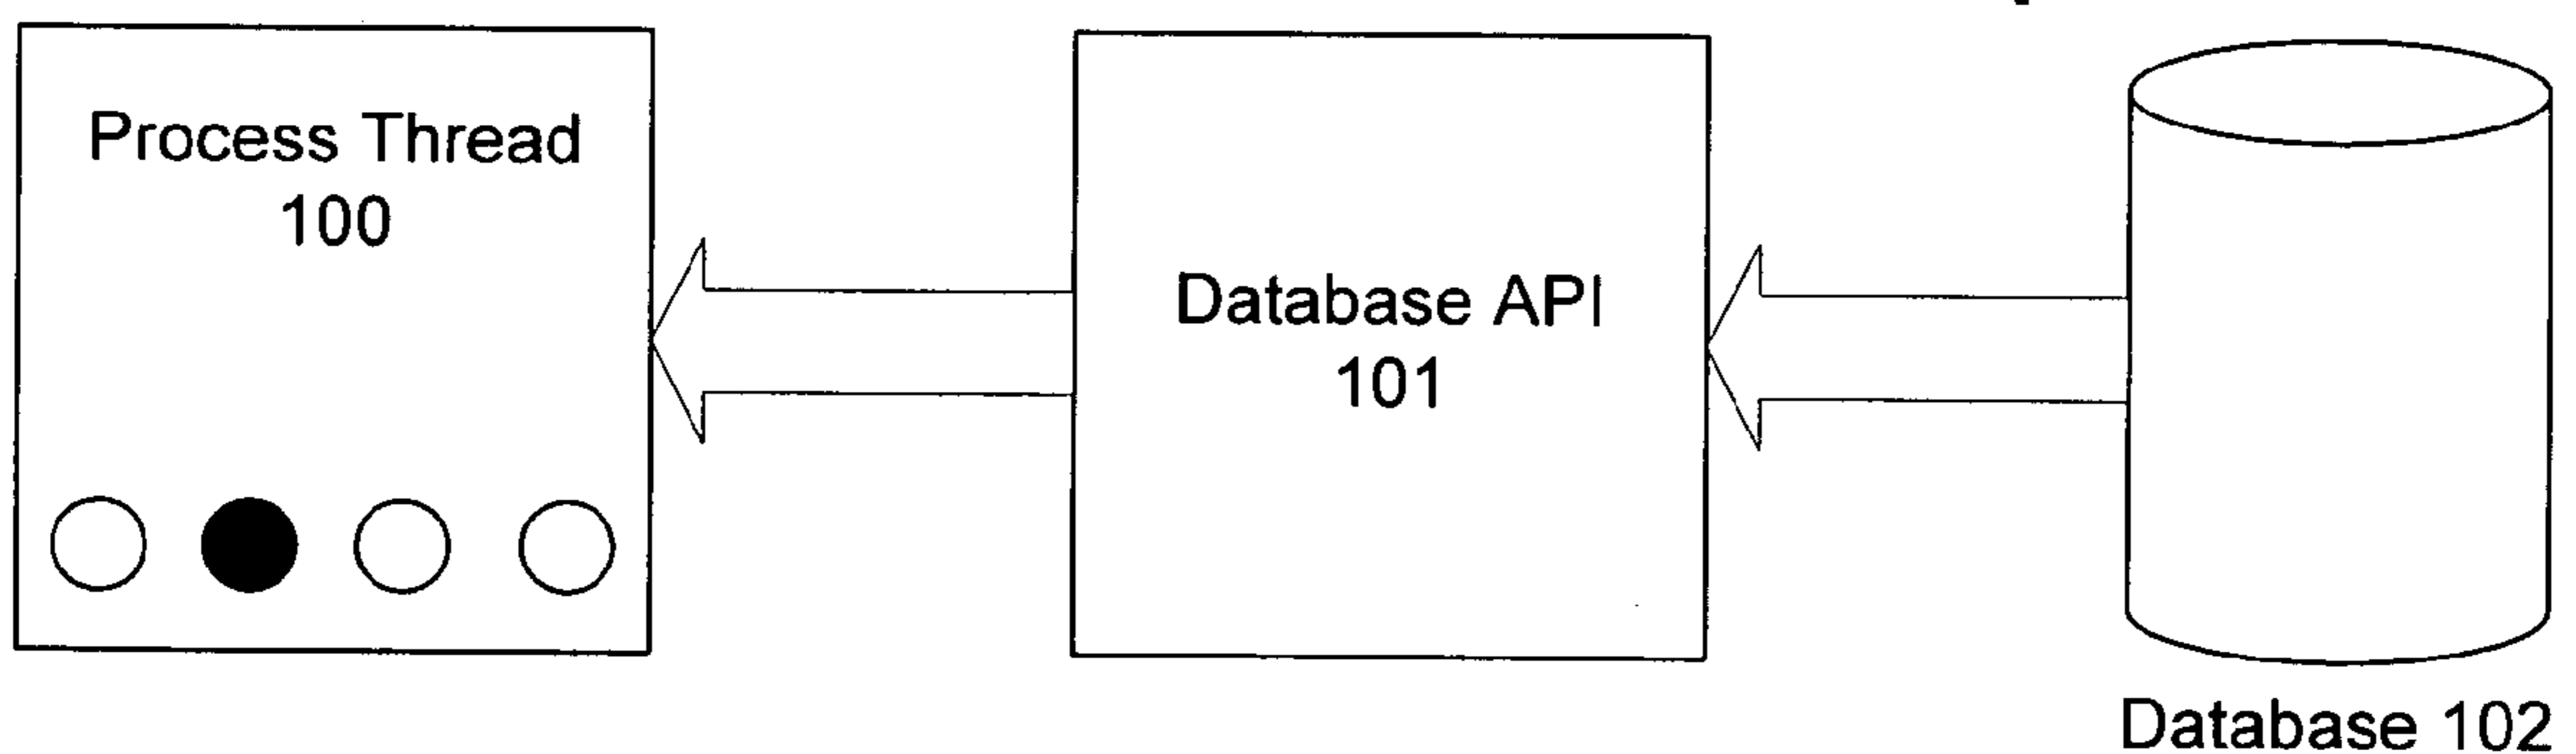 Process Thread
100
Database API
101
Database 102